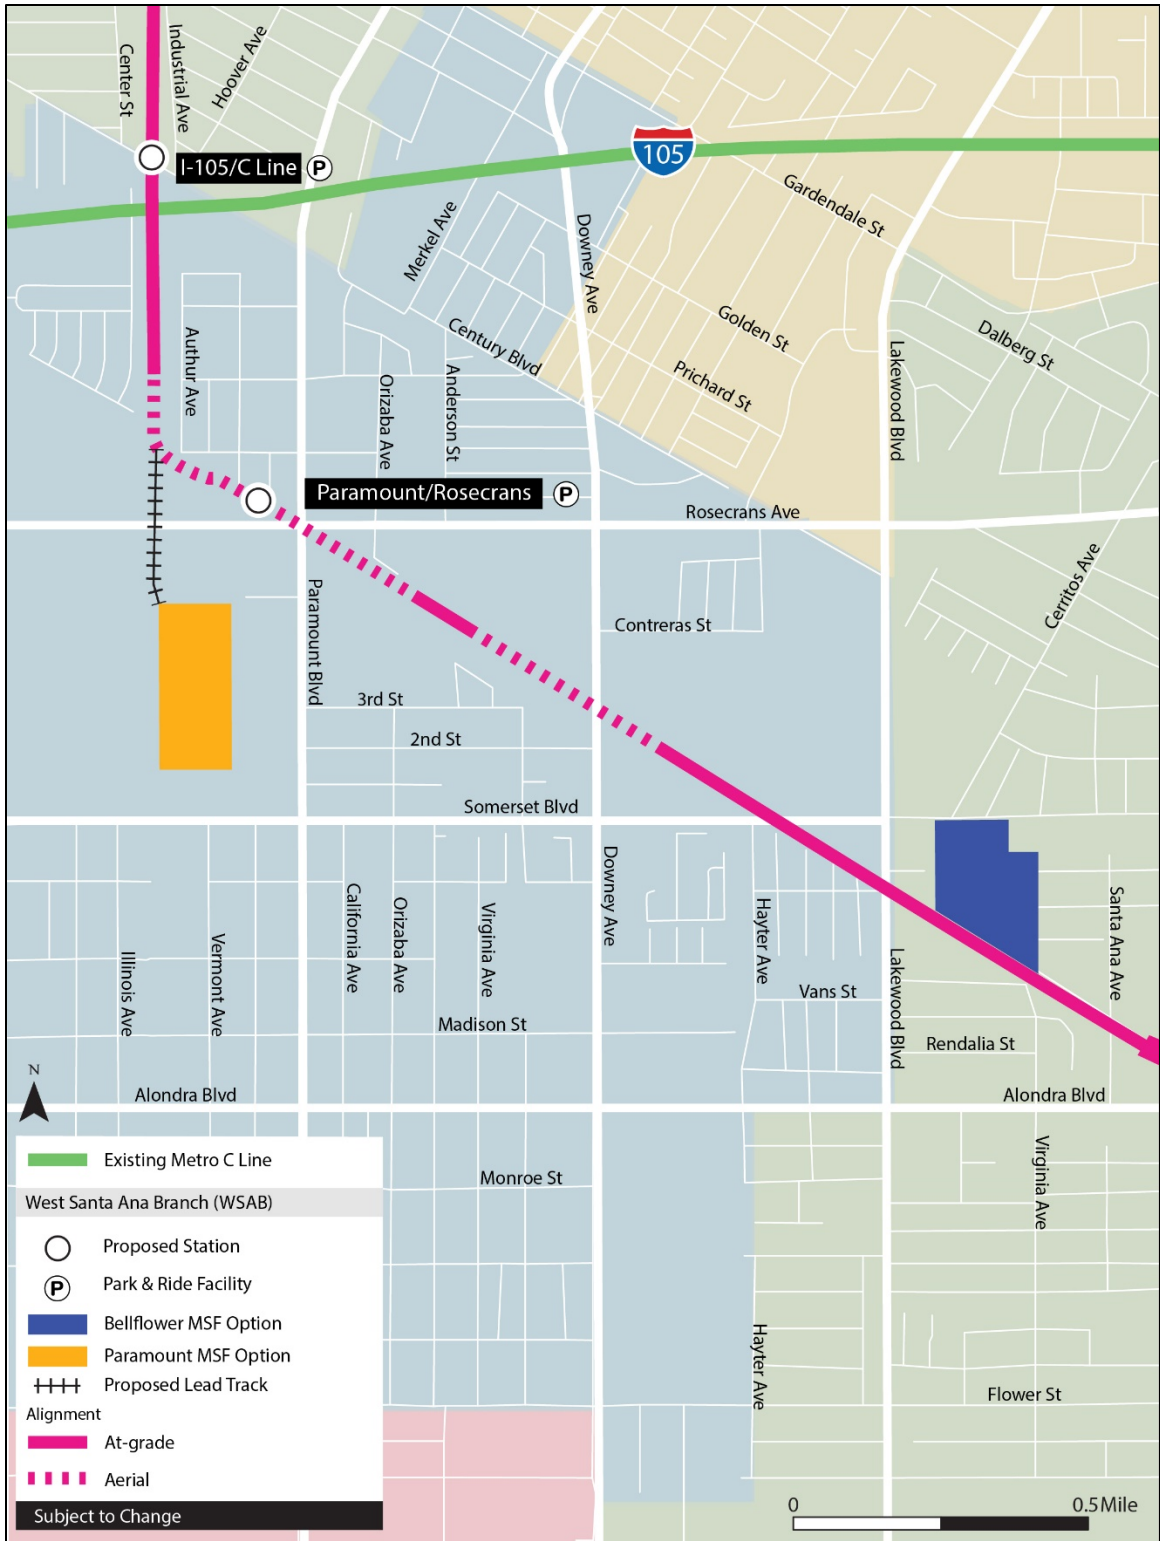 Center St
Industrial Ave
Hoover Ave
I-105/C Line
P
105
Gardendale St
Merkel Ave
Downey Ave
Golden St
Dalberg St
Century Blvd
Prichard St
Authur Ave
Orizaba Ave
Anderson St
Lakewood Blvd
Paramount/Rosecrans
P
Rosecrans Ave
Cerritos Ave
Paramount Blvd
Contreras St
3rd St
2nd St
Somerset Blvd
Illinois Ave
Vermont Ave
California Ave
Orizaba Ave
Virginia Ave
Downey Ave
Hayter Ave
Santa Ana Ave
Vans St
Lakewood Blvd
Madison St
Rendalia St
N
Alondra Blvd
Alondra Blvd
Monroe St
Virginia Ave
Hayter Ave
Flower St
Existing Metro C Line
West Santa Ana Branch (WSAB)
Proposed Station
P
Park & Ride Facility
Bellflower MSF Option
Paramount MSF Option
Proposed Lead Track
Alignment
At-grade
Aerial
Subject to Change
0 0.5Mile